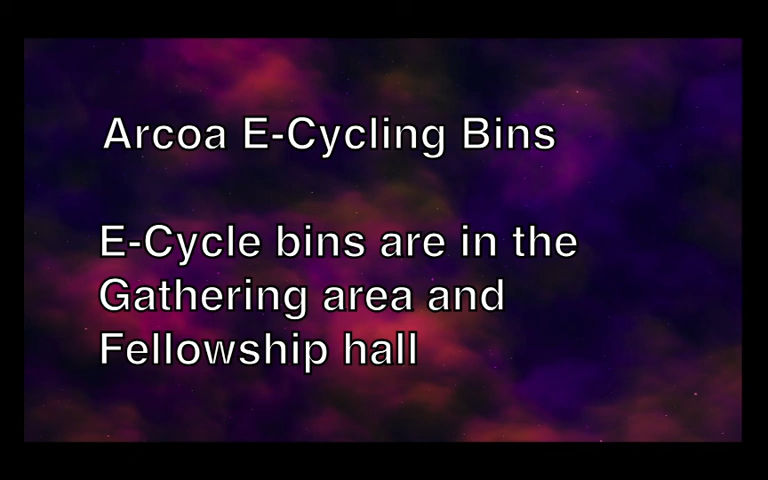 Arcoa E-Cycling Bins
E-Cycle bins are in the
Gathering area and
Fellowship hall